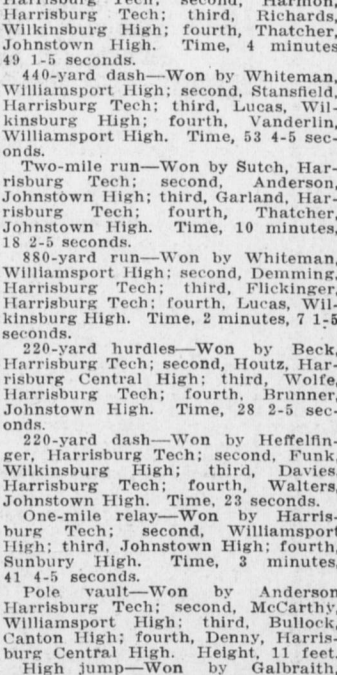 Harrisburg Tech; second, Harmon,
Harrisburg Tech; third, Richards,
Wilkinsburg High; fourth, Thatcher,
Johnstown High. Time, 4 minutes
49 1-5 seconds.
440-yard dash—Won by Whiteman,
Williamsport High; second, Stansfield,
Harrisburg Tech; third, Lucas, Wil-
kinsburg High; fourth, Vanderlin,
Williamsport High. Time, 53 4-5 sec-
onds.
Two-mile run—Won by Sutch, Har-
risburg Tech; second, Anderson,
Johnstown High; third, Garland, Har-
risburg Tech; fourth, Thatcher,
Johnstown High. Time, 10 minutes,
18 2-5 seconds.
880-yard run—Won by Whiteman,
Williamsport High; second, Demming,
Harrisburg Tech; third, Flickinger,
Harrisburg Tech; fourth, Lucas, Wil-
kinsburg High. Time, 2 minutes, 7 1-5
seconds.
220-yard hurdles—Won by Beck,
Harrisburg Tech; second, Houtz, Har-
risburg Central High; third, Wolfe,
Harrisburg Tech; fourth, Brunner,
Johnstown High. Time, 28 2-5 sec-
onds.
220-yard dash—Won by Heffelfin-
ger, Harrisburg Tech; second, Funk,
Wilkinsburg High; third, Davies,
Harrisburg Tech; fourth, Walters,
Johnstown High. Time, 23 seconds.
One-mile relay—Won by Harris-
burg Tech; second, Williamsport
High; third, Johnstown High; fourth,
Sunbury High. Time, 3 minutes,
41 4-5 seconds.
Pole vault—Won by Anderson
Harrisburg Tech; second, McCarthy,
Williamsport High; third, Bullock,
Canton High; fourth, Denny, Harris-
burg Central High. Height, 11 feet.
High jump—Won by Galbraith,